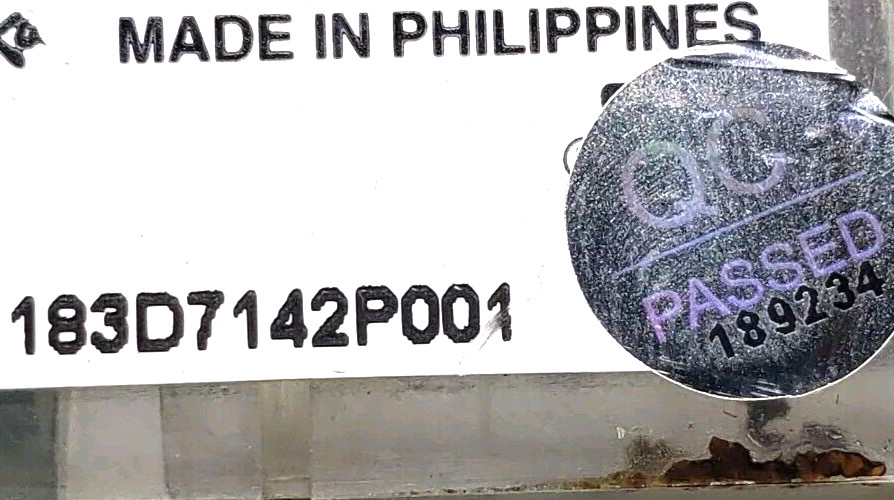 MADE IN PHILIPPINES
QC
PASSED
189234
183D7142P001